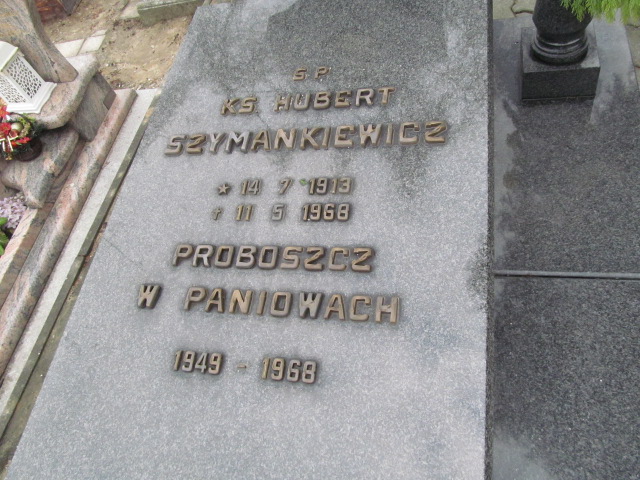 Ś.P.
KS HUBERT
SZYMANKIEWICZ
★ 14 7 1913
† 11 5 1968
PROBOSZCZ
W PANIOWACH
1949 - 1968